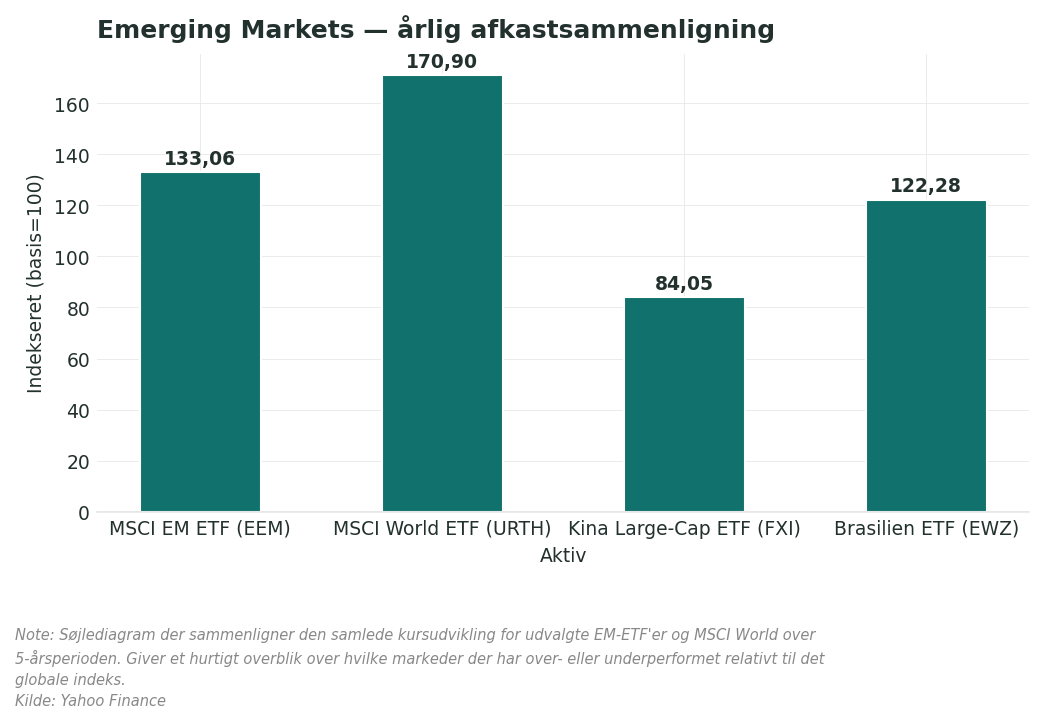 Emerging Markets — årlig afkastsammenligning
Indekseret (basis=100)
160
140
120
100
80
60
40
20
0
133,06
170,90
84,05
122,28
MSCI EM ETF (EEM)
MSCI World ETF (URTH)
Kina Large-Cap ETF (FXI)
Brasilien ETF (EWZ)
Aktiv
Note: Søjlediagram der sammenligner den samlede kursudvikling for udvalgte EM-ETF'er og MSCI World over
5-årsperioden. Giver et hurtigt overblik over hvilke markeder der har over- eller underperformet relativt til det
globale indeks.
Kilde: Yahoo Finance